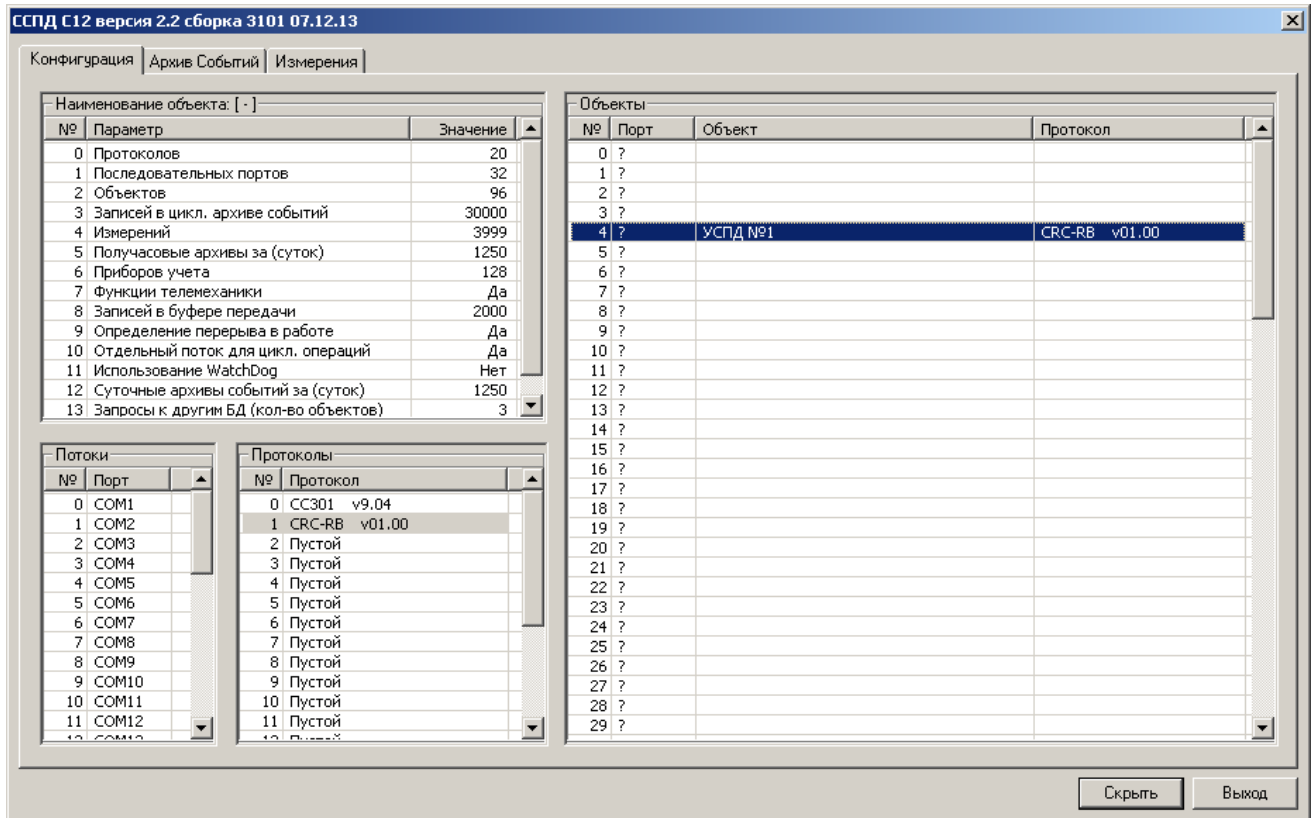 ССПД С12 версия 2.2 сборка 3101 07.12.13
Конфигурация Архив Событий Измерения
Наименование объекта: [ - ]
№ Параметр Значение
0 Протоколов 20
1 Последовательных портов 32
2 Объектов 96
3 Записей в цикл. архиве событий 30000
4 Измерений 3999
5 Получасовые архивы за (суток) 1250
6 Приборов учета 128
7 Функции телемеханики Да
8 Записей в буфере передачи 2000
9 Определение перерыва в работе Да
10 Отдельный поток для цикл. операций Да
11 Использование WatchDog Нет
12 Суточные архивы событий за (суток) 1250
13 Запросы к другим БД (кол-во объектов) 3
Потоки
№ Порт
0 COM1
1 COM2
2 COM3
3 COM4
4 COM5
5 COM6
6 COM7
7 COM8
8 COM9
9 COM10
10 COM11
11 COM12
12 COM13
Протоколы
№ Протокол
0 CC301 v9.04
1 CRC-RB v01.00
2 Пустой
3 Пустой
4 Пустой
5 Пустой
6 Пустой
7 Пустой
8 Пустой
9 Пустой
10 Пустой
11 Пустой
12 Пустой
Объекты
№ Порт Объект Протокол
0 ?
1 ?
2 ?
3 ?
4 ? УСПД №1 CRC-RB v01.00
5 ?
6 ?
7 ?
8 ?
9 ?
10 ?
11 ?
12 ?
13 ?
14 ?
15 ?
16 ?
17 ?
18 ?
19 ?
20 ?
21 ?
22 ?
23 ?
24 ?
25 ?
26 ?
27 ?
28 ?
29 ?
Скрыть Выход